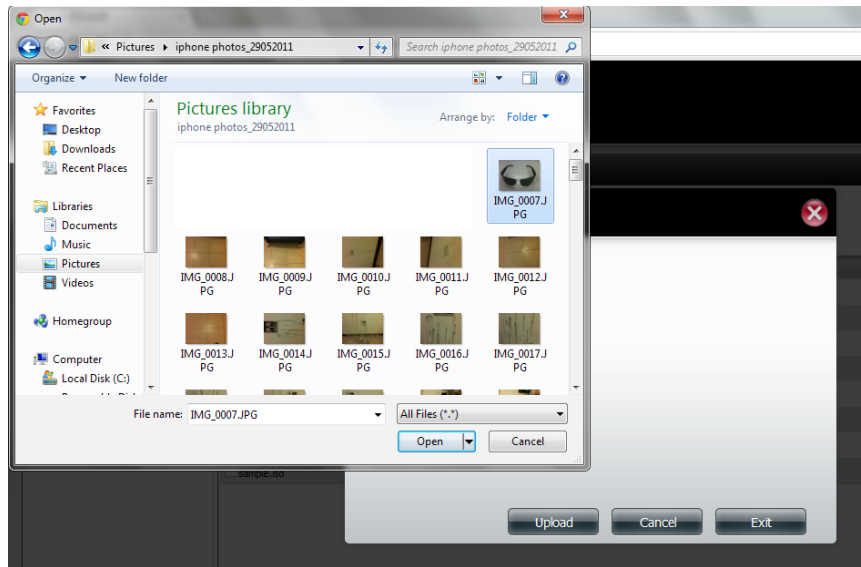 Open
« Pictures ▸ iphone photos_29052011
Search iphone photos_29052011
Organize
New folder
Favorites
Desktop
Downloads
Recent Places
Libraries
Documents
Music
Pictures
Videos
Homegroup
Computer
Local Disk (C:)
Pictures library
iphone photos_29052011
Arrange by: Folder
IMG_0007.J
PG
IMG_0008.J
PG
IMG_0009.J
PG
IMG_0010.J
PG
IMG_0011.J
PG
IMG_0012.J
PG
IMG_0013.J
PG
IMG_0014.J
PG
IMG_0015.J
PG
IMG_0016.J
PG
IMG_0017.J
PG
File name: IMG_0007.JPG
All Files (*.*)
Open
Cancel
sample.iso
Upload
Cancel
Exit